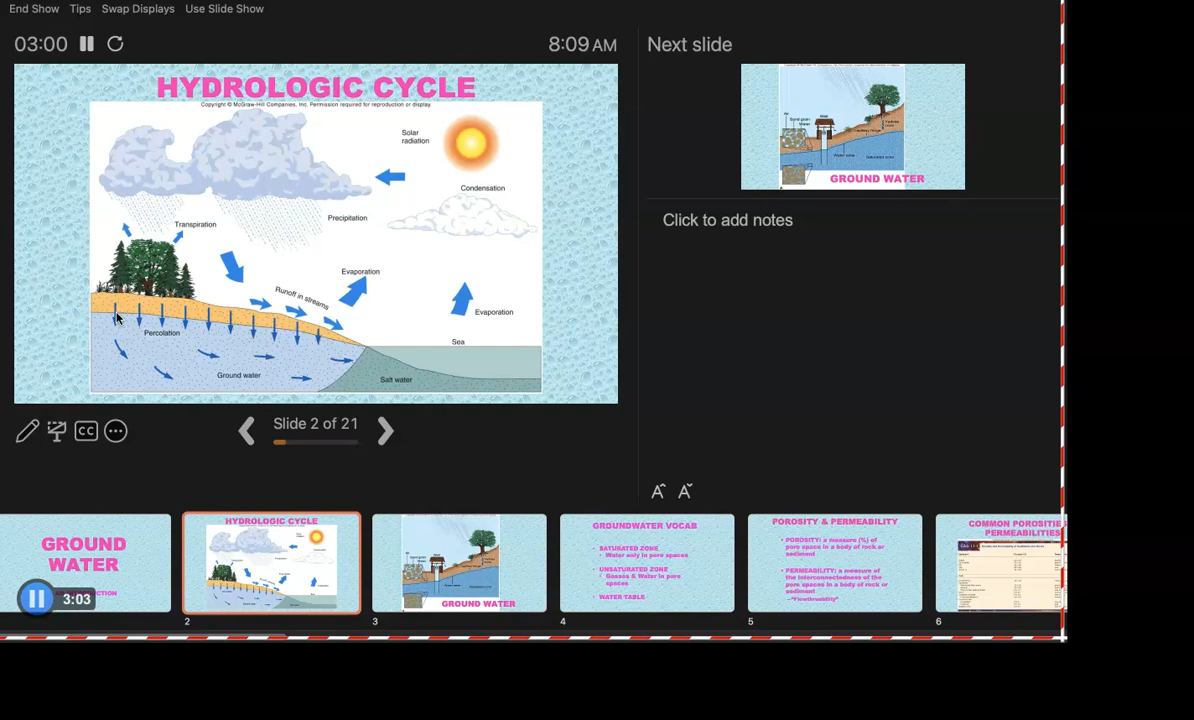 End Show Tips Swap Displays Use Slide Show
03:00
8:09 AM
Next slide
HYDROLOGIC CYCLE
Copyright © McGraw-Hill Companies, Inc. Permission required for reproduction or display.
Solar
radiation
Condensation
Precipitation
Transpiration
Evaporation
Runoff in streams
Evaporation
Percolation
Sea
Ground water
Salt water
Well
Water table
Saturated zone
GROUND WATER
Click to add notes
CC
Slide 2 of 21
A A
GROUND
WATER
3:03
HYDROLOGIC CYCLE
GROUND WATER
GROUNDWATER VOCAB
• SATURATED ZONE
• Water only in pore spaces
• UNSATURATED ZONE
• Gasses & Water in pore
spaces
• WATER TABLE
POROSITY & PERMEABILITY
• POROSITY: a measure (%) of
pore space in a body of rock or
sediment
• PERMEABILITY: a measure of
the interconnectedness of the
pore spaces in a body of rock or
sediment
–"Flowthroughability"
COMMON POROSITIE
PERMEABILITIES
2
3
4
5
6